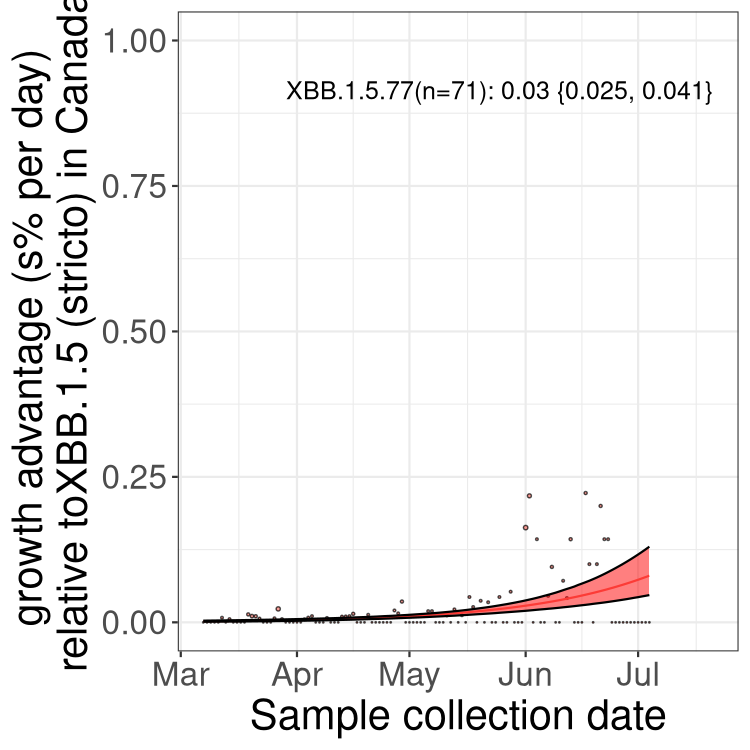 growth advantage (s% per day)
relative toXBB.1.5 (stricto) in Canada
1.00
0.75
0.50
0.25
0.00
XBB.1.5.77(n=71): 0.03 {0.025, 0.041}
Mar Apr May Jun Jul
Sample collection date